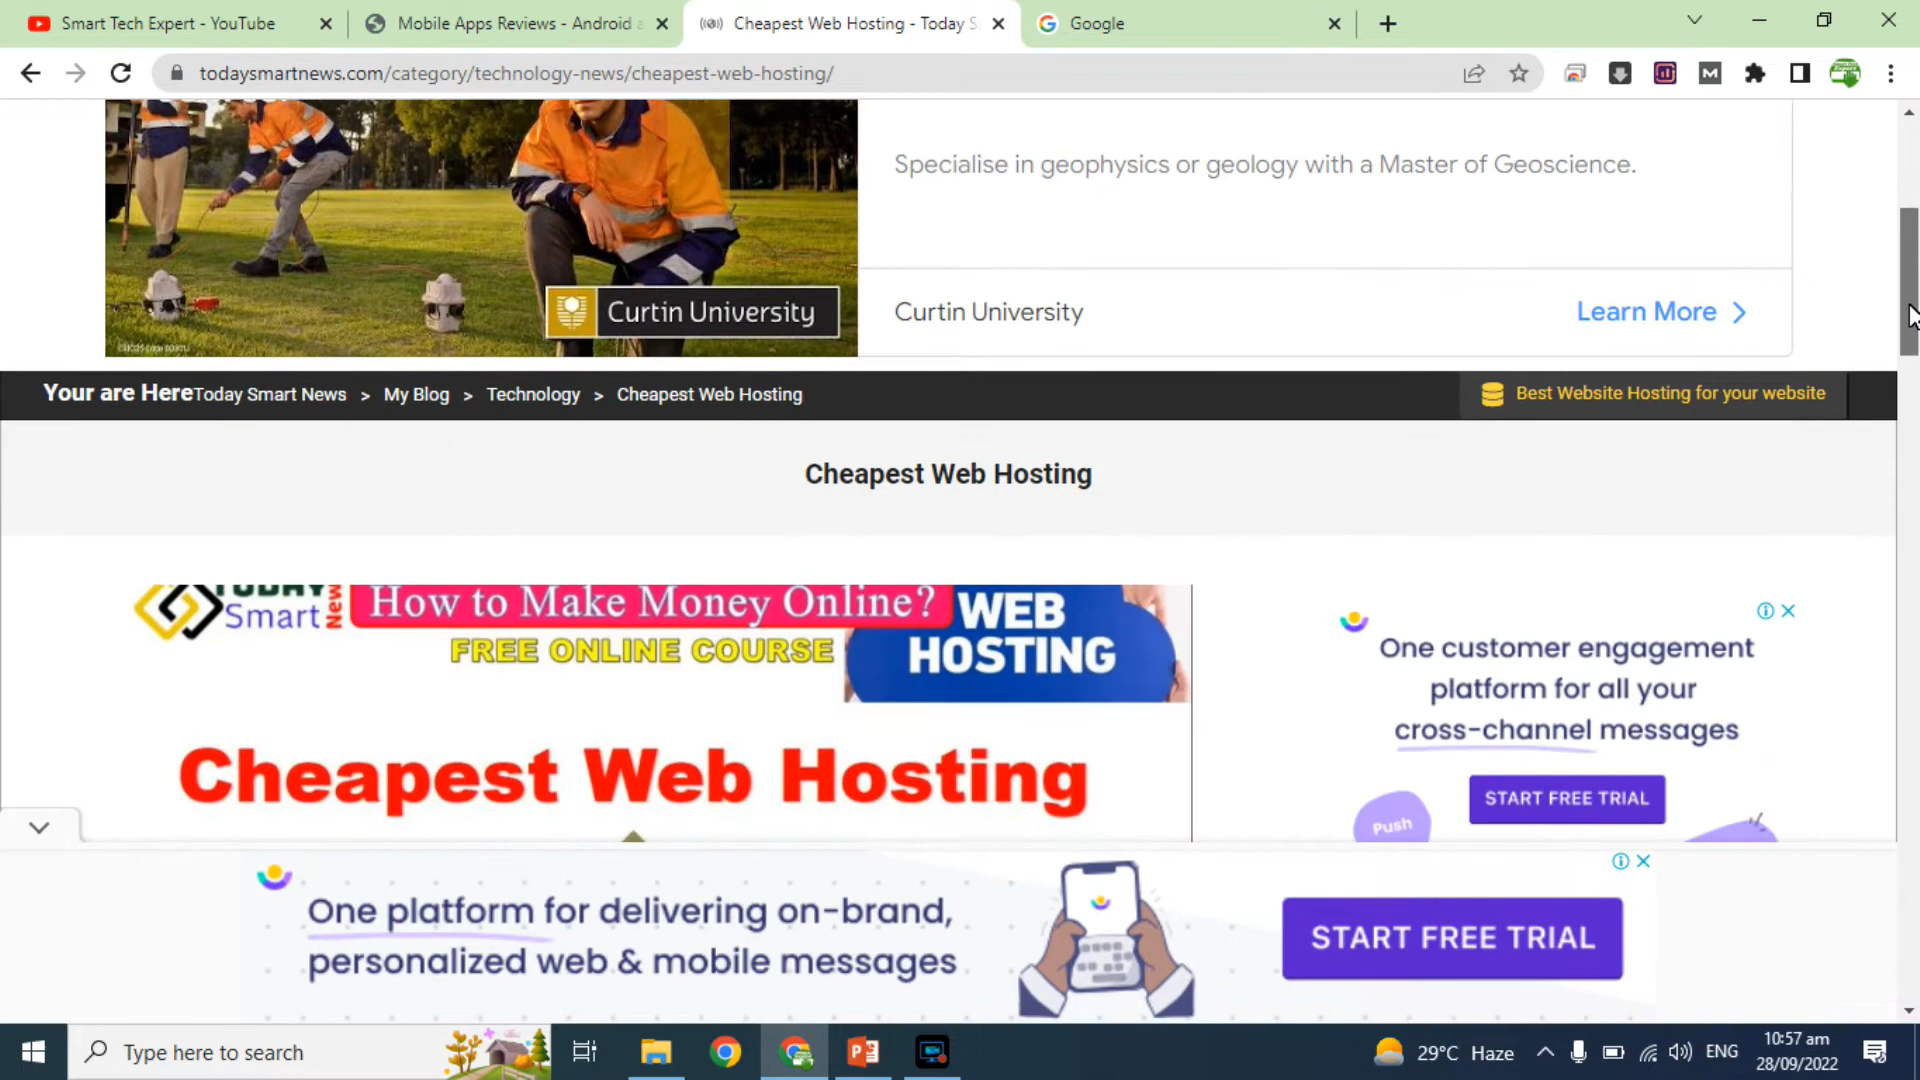 Smart Tech Expert - YouTube
Mobile Apps Reviews - Android a
Cheapest Web Hosting - Today S
Google
todaysmartnews.com/category/technology-news/cheapest-web-hosting/
Specialise in geophysics or geology with a Master of Geoscience.
Curtin University
Curtin University
Learn More
Your are Here Today Smart News > My Blog > Technology > Cheapest Web Hosting
Best Website Hosting for your website
Cheapest Web Hosting
TODAY
Smart
News
How to Make Money Online?
FREE ONLINE COURSE
WEB
HOSTING
Cheapest Web Hosting
One customer engagement
platform for all your
cross-channel messages
START FREE TRIAL
Push
One platform for delivering on-brand,
personalized web & mobile messages
START FREE TRIAL
Type here to search
29°C Haze
ENG
10:57 am
28/09/2022